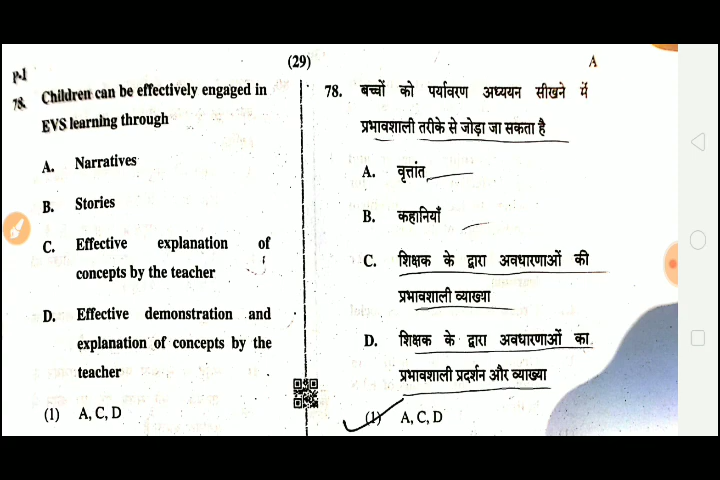 (29)
A
P-1
78. Children can be effectively engaged in
EVS learning through
A. Narratives
B. Stories
C. Effective explanation of
concepts by the teacher
D. Effective demonstration and
explanation of concepts by the
teacher
(1) A, C, D
78. बच्चों को पर्यावरण अध्ययन सीखने में
प्रभावशाली तरीके से जोड़ा जा सकता है
A. वृत्तांत
B. कहानियाँ
C. शिक्षक के द्वारा अवधारणाओं की
प्रभावशाली व्याख्या
D. शिक्षक के द्वारा अवधारणाओं का
प्रभावशाली प्रदर्शन और व्याख्या
(1) A, C, D